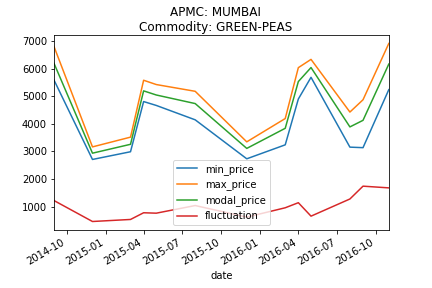 APMC: MUMBAI
Commodity: GREEN-PEAS
7000
6000
5000
4000
3000
2000
1000
min_price
max_price
modal_price
fluctuation
2014-10
2015-01
2015-04
2015-07
2015-10
2016-01
2016-04
2016-07
2016-10
date